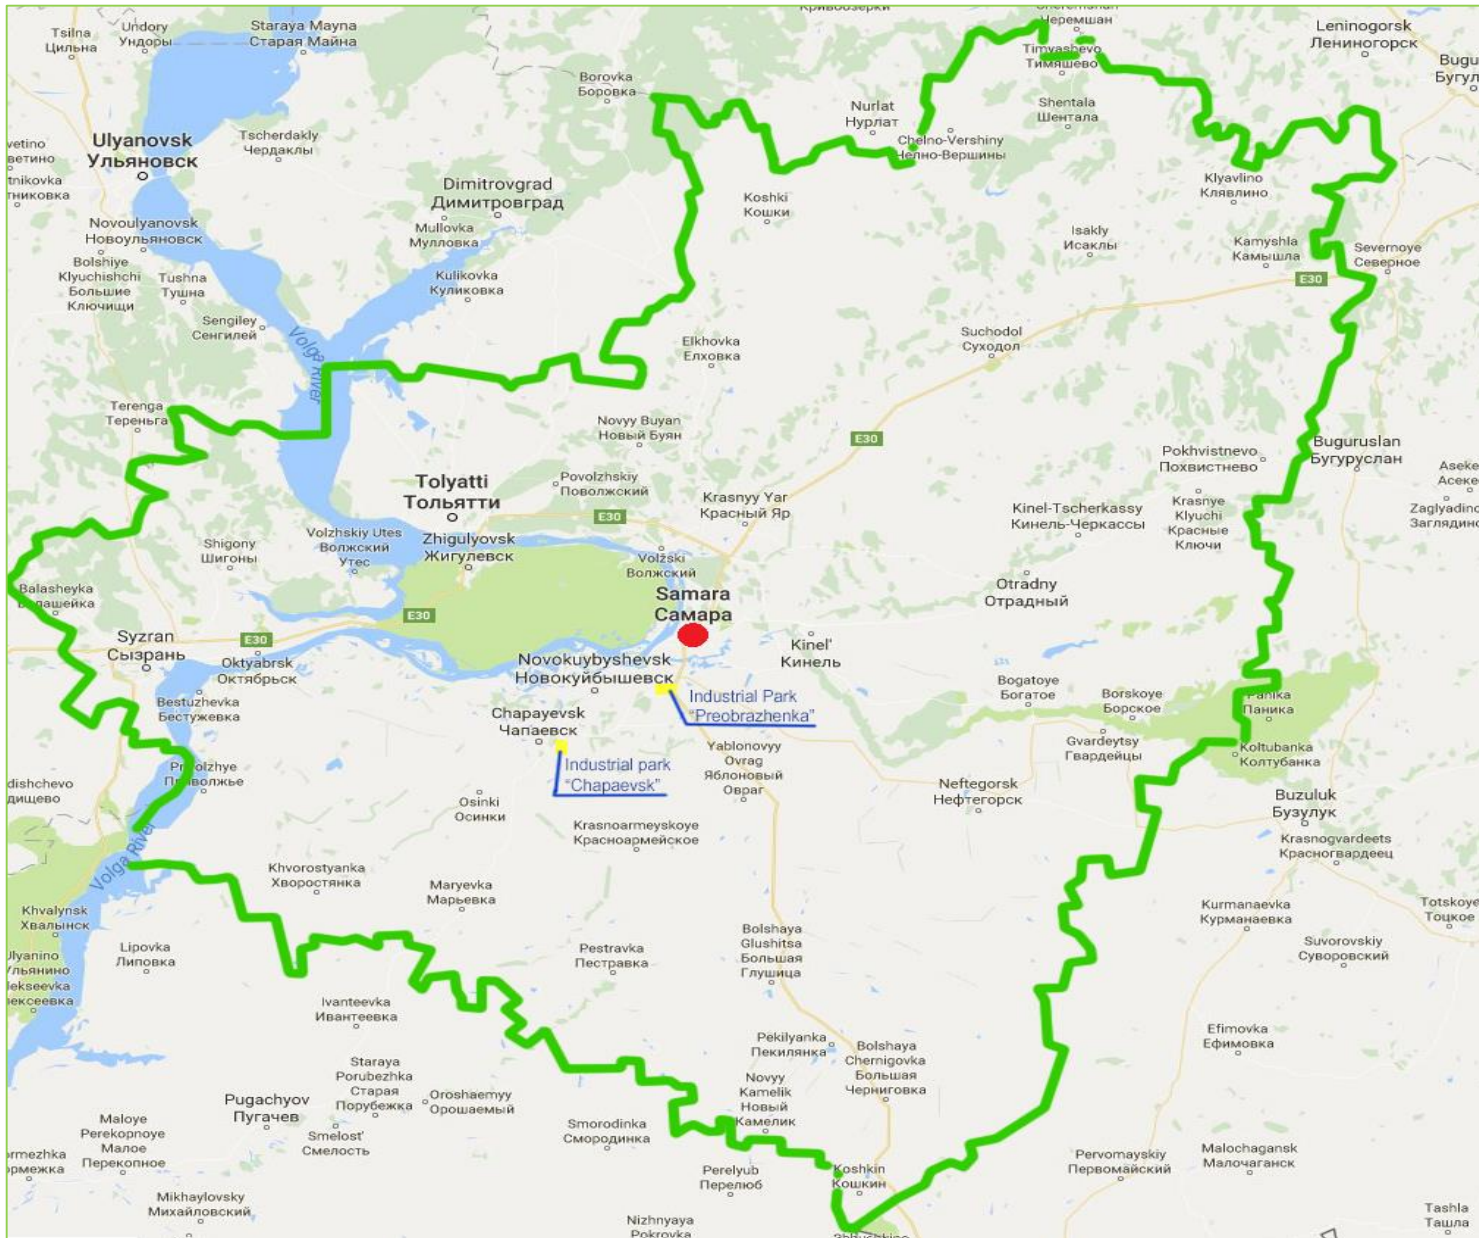 Кривоозерки
Черемшан
Tsilna
Цильна
Undory
Ундоры
Staraya Mayna
Старая Майна
Leninogorsk
Лениногорск
Timyashevo
Тимяшево
Borovka
Боровка
Nurlat
Нурлат
Shentala
Шентала
Ulyanovsk
Ульяновск
Tscherdakly
Чердаклы
Chelno-Vershiny
Челно-Вершины
Dimitrovgrad
Димитровград
Klyavlino
Клявлино
Koshki
Кошки
Novoulyanovsk
Новоульяновск
Mullovka
Мулловка
Isakly
Исаклы
Kamyshla
Камышла
Severnoye
Северное
Bolshiye
Klyuchishchi
Большие
Ключищи
Tushna
Тушна
Kulikovka
Куликовка
E30
Sengiley
Сенгилей
Volga River
Suchodol
Суходол
Elkhovka
Елховка
Terenga
Тереньга
Novyy Buyan
Новый Буян
E30
Buguruslan
Бугуруслан
Pokhvistnevo
Похвистнево
Tolyatti
Тольятти
Povolzhskiy
Поволжский
Krasnyy Yar
Красный Яр
Krasnye
Klyuchi
Красные
Ключи
Kinel-Tscherkassy
Кинель-Черкассы
E30
Shigony
Шигоны
Volzhskiy Utes
Волжский
Утес
Zhigulyovsk
Жигулевск
Volžski
Волжский
Balasheyka
Samara
Самара
Otradny
Отрадный
E30
E30
Syzran
Сызрань
Kinel'
Кинель
Oktyabrsk
Октябрьск
Novokuybyshevsk
Новокуйбышевск
Bogatoye
Богатое
Borskoye
Борское
Panika
Паника
Industrial Park
"Preobrazhenka"
Bestuzhevka
Бестужевка
Chapayevsk
Чапаевск
Yablonovyy
Ovrag
Яблоновый
Овраг
Gvardeytsy
Гвардейцы
Koltubanka
Колтубанка
Industrial park
"Chapaevsk"
Neftegorsk
Нефтегорск
Buzuluk
Бузулук
Osinki
Осинки
Krasnoarmeyskoye
Красноармейское
Krasnogvardeets
Красногвардеец
Volga River
Khvorostyanka
Хворостянка
Maryevka
Марьевка
Khvalynsk
Хвалынск
Kurmanaevka
Курманаевка
Totskoye
Тоцкое
Lipovka
Липовка
Pestravka
Пестравка
Bolshaya
Glushitsa
Большая
Глушица
Suvorovskiy
Суворовский
Ivanteevka
Ивантеевка
Pekilyanka
Пекилянка
Bolshaya
Chernigovka
Большая
Черниговка
Efimovka
Ефимовка
Staraya
Porubezhka
Старая
Порубежка
Novyy
Kamelik
Новый
Камелик
Pugachyov
Пугачев
Oroshaemyy
Орошаемый
Maloye
Perekopnoye
Малое
Перекопное
Smelost'
Смелость
Smorodinka
Смородинка
Pervomayskiy
Первомайский
Malochagansk
Малочаганск
Perelyub
Перелюб
Koshkin
Кошкин
Mikhaylovsky
Михайловский
Nizhnyaya
Pokrovka
Tashla
Ташла